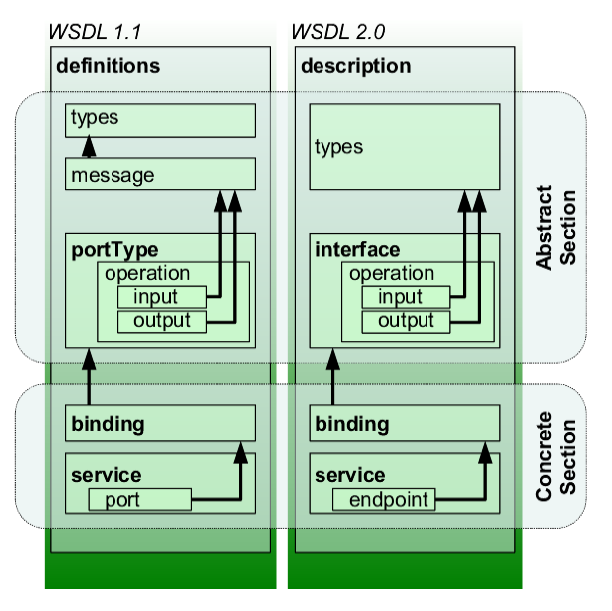 WSDL 1.1
definitions
types
message
portType
operation
input
output
binding
service
port
WSDL 2.0
description
types
interface
operation
input
output
binding
service
endpoint
Abstract
Section
Concrete
Section